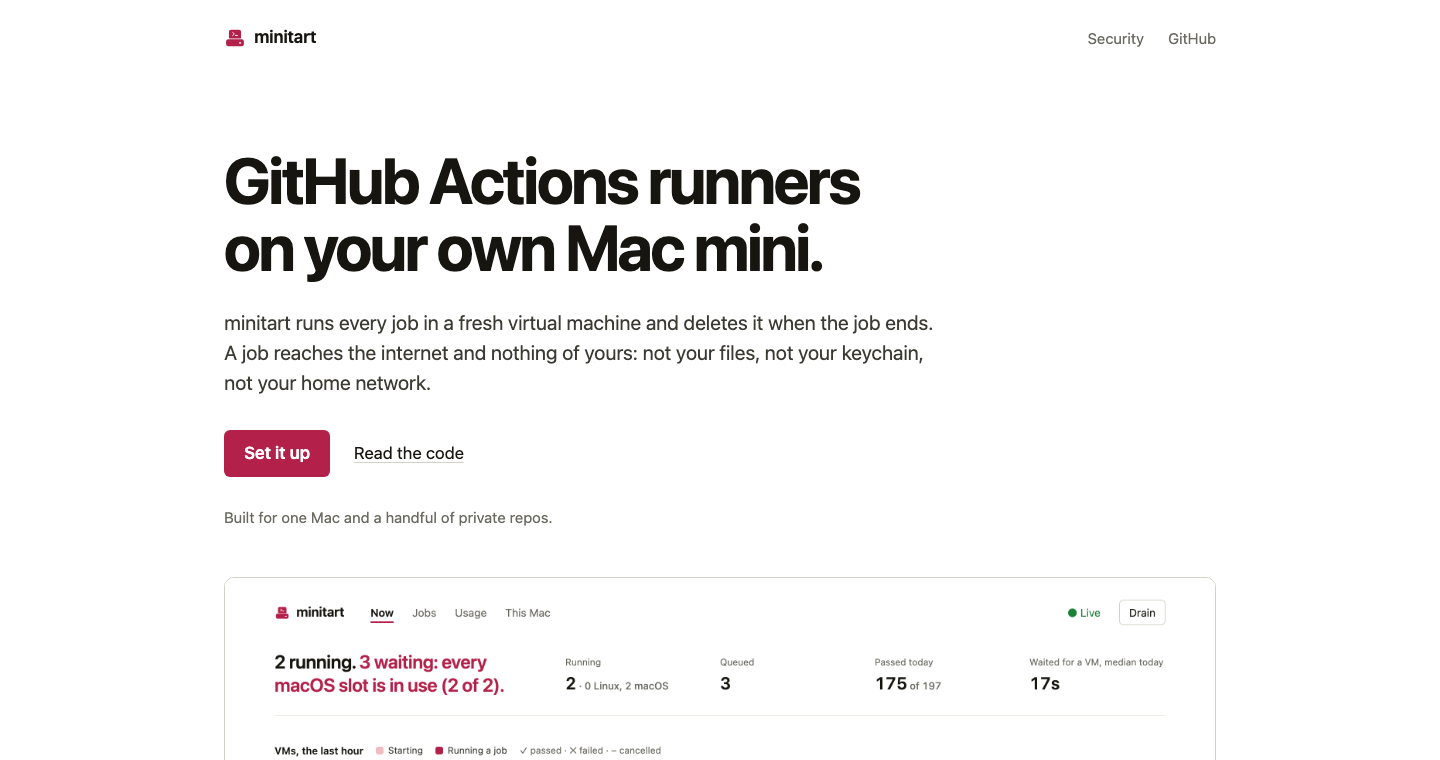 minitart
Security GitHub
GitHub Actions runners
on your own Mac mini.
minitart runs every job in a fresh virtual machine and deletes it when the job ends.
A job reaches the internet and nothing of yours: not your files, not your keychain,
not your home network.
Set it up
Read the code
Built for one Mac and a handful of private repos.
minitart Now Jobs Usage This Mac Live Drain
2 running. 3 waiting: every
macOS slot is in use (2 of 2).
Running
2 · 0 Linux, 2 macOS
Queued
3
Passed today
175 of 197
Waited for a VM, median today
17s
VMs, the last hour Starting Running a job ✓ passed · ✕ failed · – cancelled